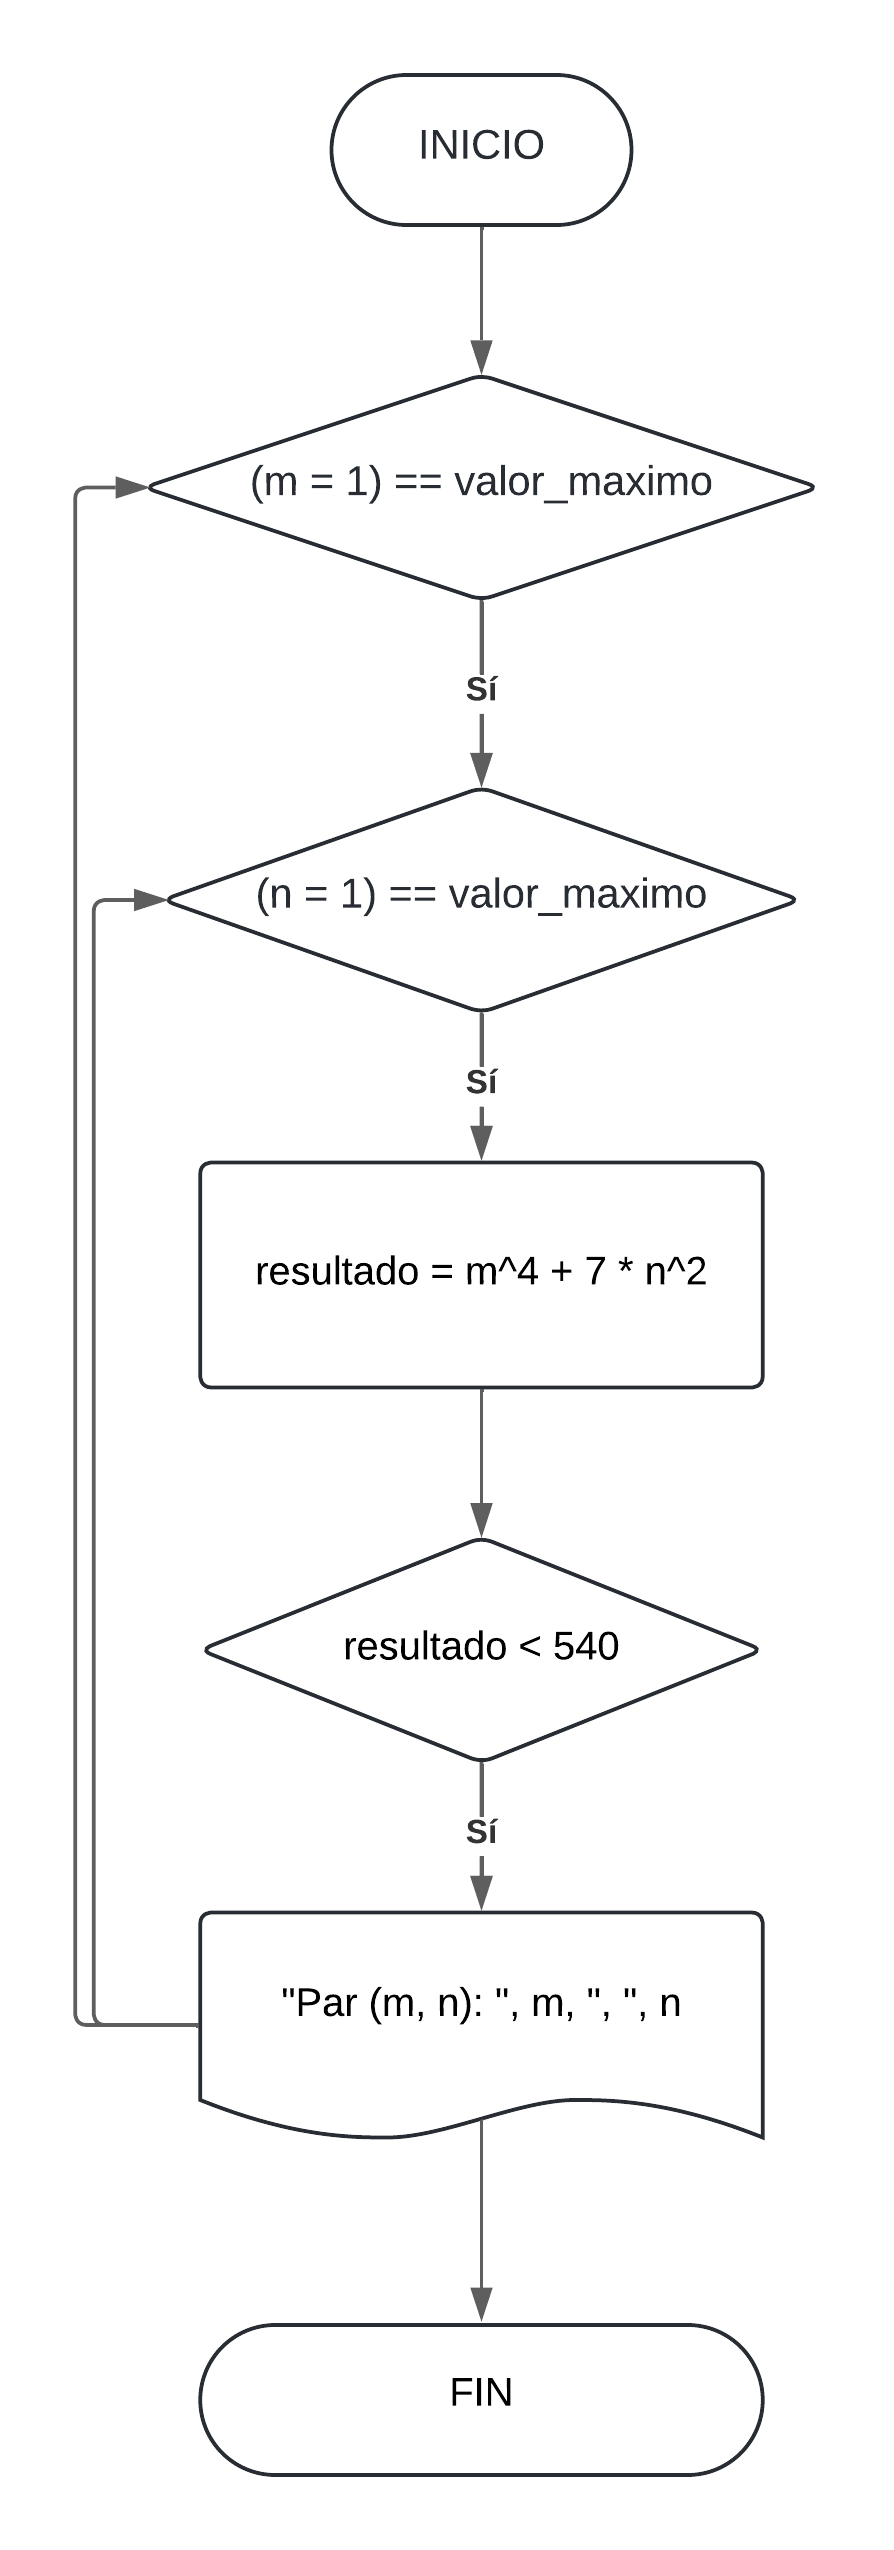 INICIO
(m = 1) == valor_maximo
Sí
(n = 1) == valor_maximo
Sí
resultado = m^4 + 7 * n^2
resultado < 540
Sí
"Par (m, n): ", m, ", ", n
FIN